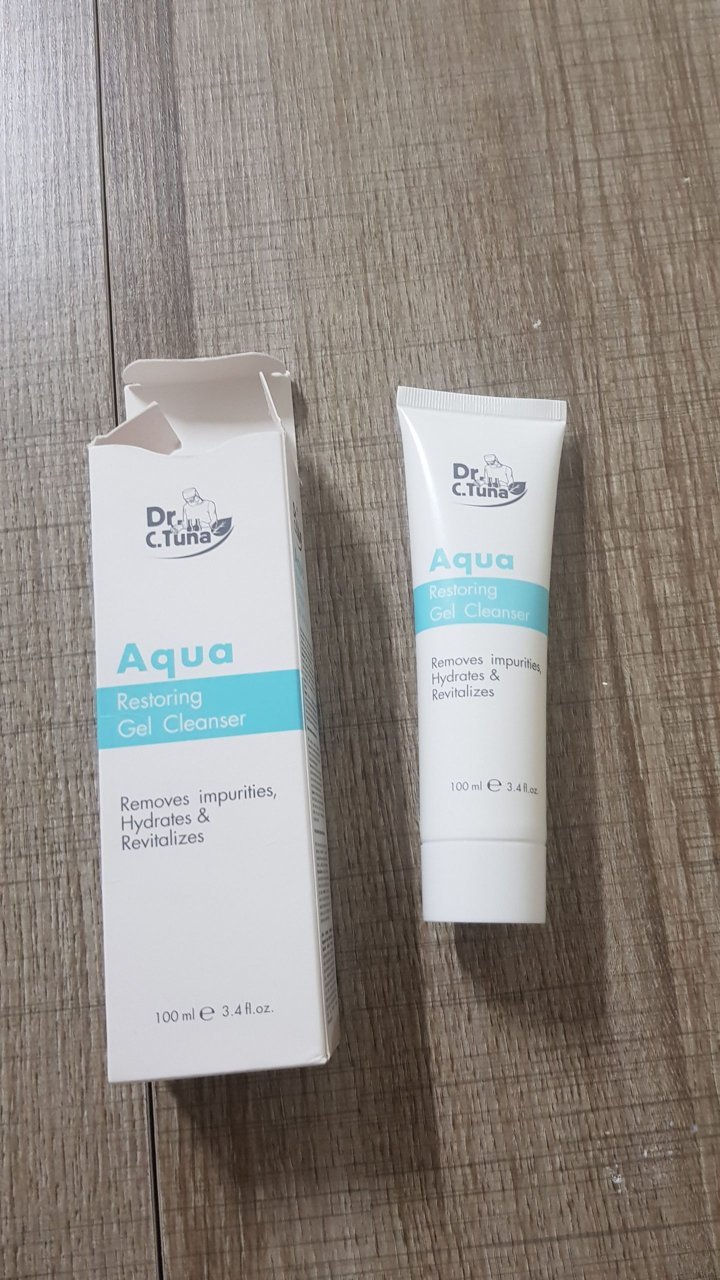 Dr.
C.Tuna
Aqua
Restoring
Gel Cleanser
Removes impurities,
Hydrates &
Revitalizes
100 ml ℮ 3.4 fl.oz.
Dr.
C.Tuna
Aqua
Restoring
Gel Cleanser
Removes impurities,
Hydrates &
Revitalizes
100 ml ℮ 3.4 fl.oz.